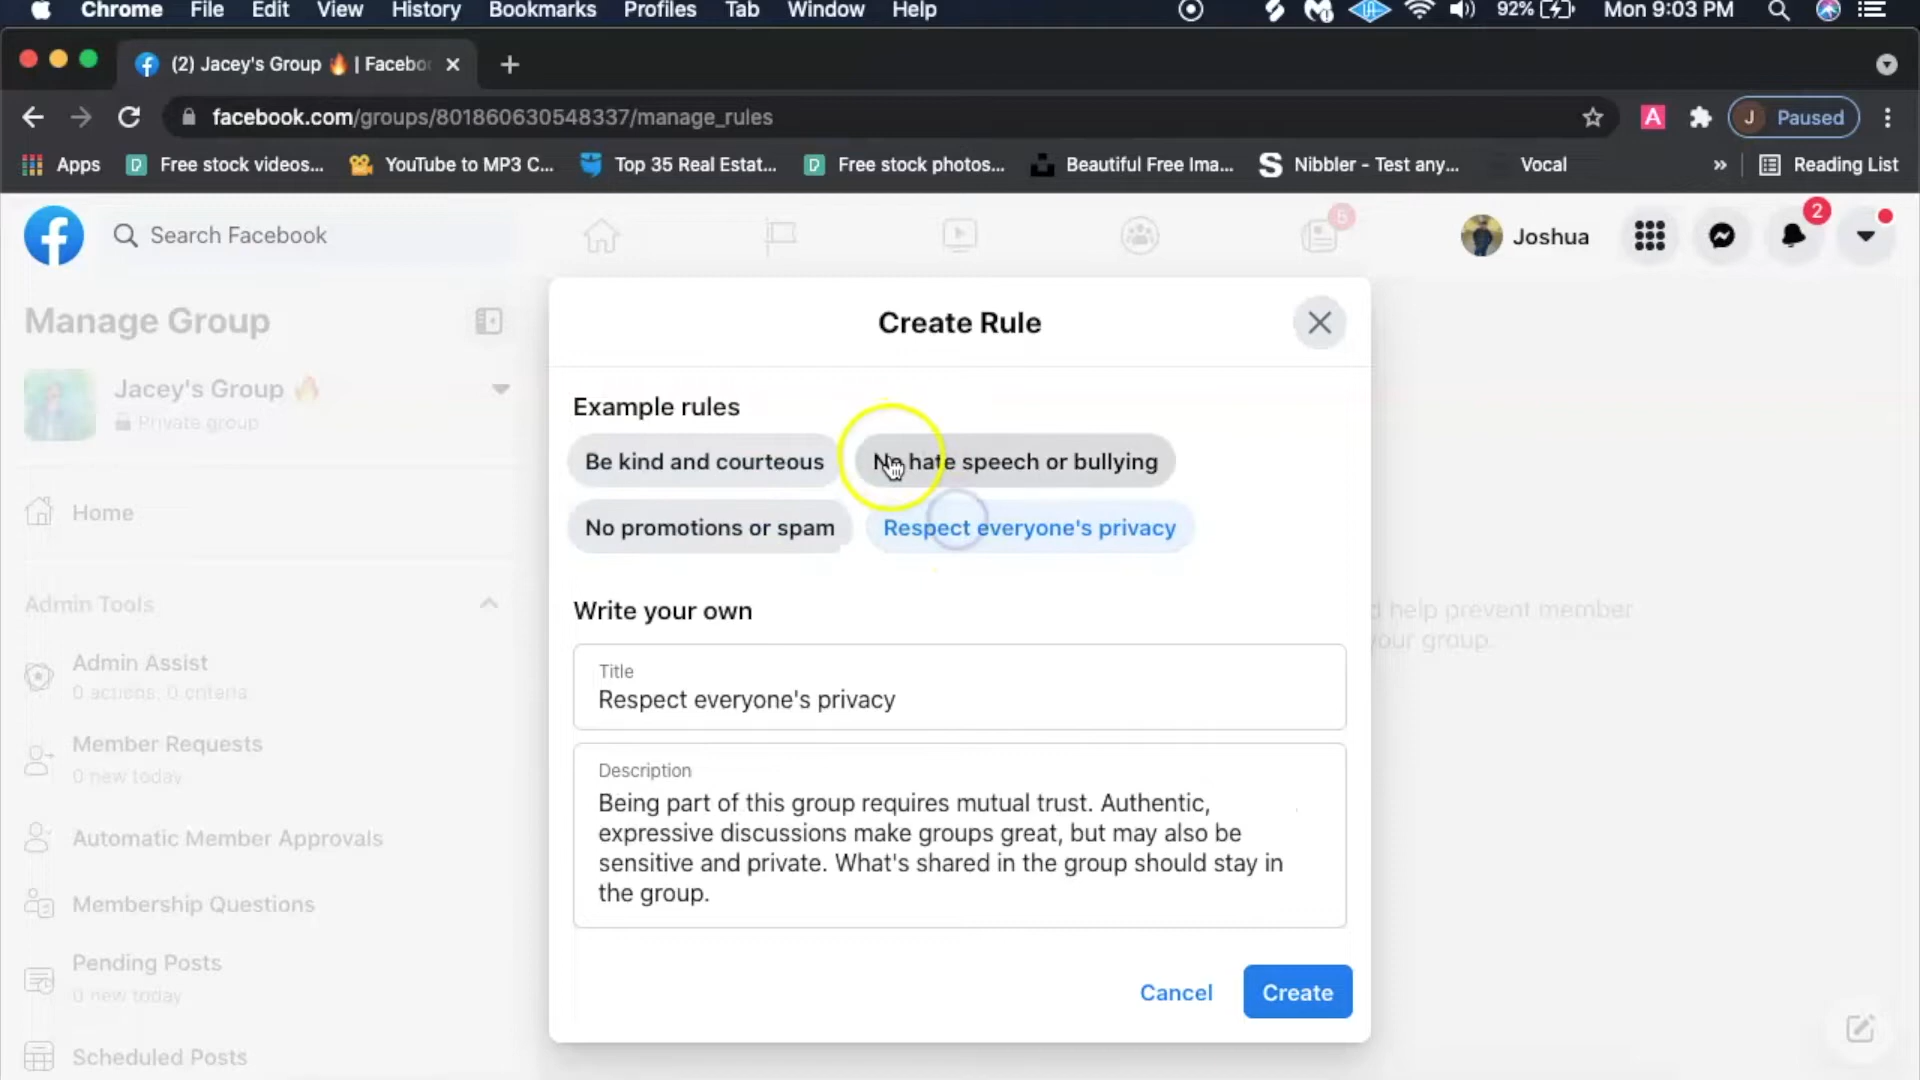 Chrome File Edit View History Bookmarks Profiles Tab Window Help 92% Mon 9:03 PM
(2) Jacey's Group 🔥 | Facebo
facebook.com/groups/801860630548337/manage_rules J Paused
Apps Free stock videos... YouTube to MP3 C... Top 35 Real Estat... Free stock photos... Beautiful Free Ima... Nibbler - Test any... Vocal » Reading List
Search Facebook 6 Joshua 2
Manage Group
Jacey's Group 🔥
Private group
Home
Admin Tools
Admin Assist
0 actions, 0 criteria
Member Requests
0 new today
Automatic Member Approvals
Membership Questions
Pending Posts
0 new today
Scheduled Posts
Create Rule
Example rules
Be kind and courteous No hate speech or bullying
No promotions or spam Respect everyone's privacy
Write your own
Title
Respect everyone's privacy
Description
Being part of this group requires mutual trust. Authentic,
expressive discussions make groups great, but may also be
sensitive and private. What's shared in the group should stay in
the group.
Cancel Create
d help prevent member
your group.